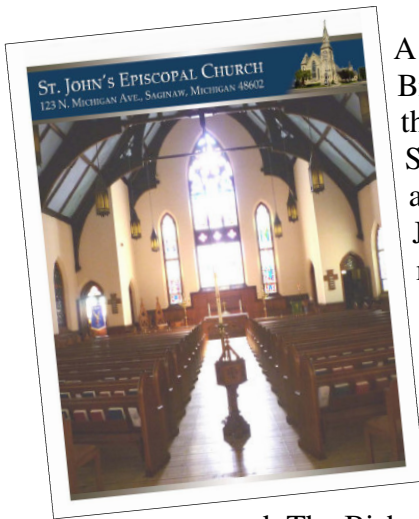 ST. JOHN'S EPISCOPAL CHURCH
123 N. MICHIGAN AVE., SAGINAW, MICHIGAN 48602
A
B
th
S
a
J
The Bish